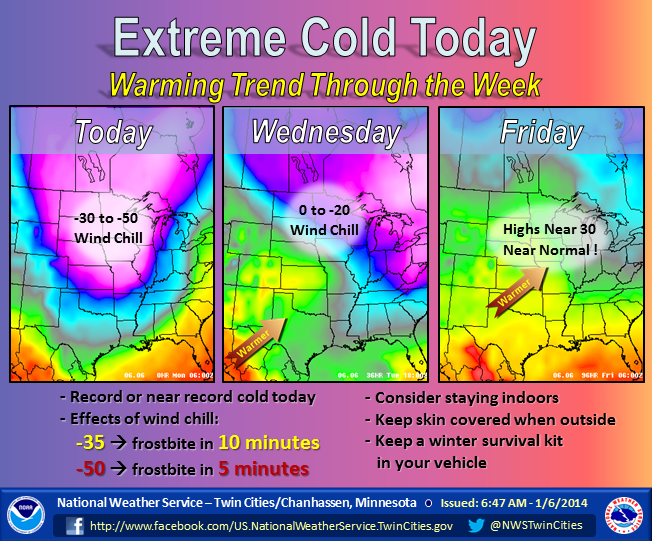 Extreme Cold Today
Warming Trend Through the Week
Today
-30 to -50
Wind Chill
06.06 0HR Mon 06:00Z
Wednesday
0 to -20
Wind Chill
Warmer
06.06 36HR Tue 18:00Z
Friday
Highs Near 30
Near Normal !
Warmer
06.06 96HR Fri 06:00Z
- Record or near record cold today
- Effects of wind chill:
-35 → frostbite in 10 minutes
-50 → frostbite in 5 minutes
- Consider staying indoors
- Keep skin covered when outside
- Keep a winter survival kit
in your vehicle
NOAA
National Weather Service – Twin Cities/Chanhassen, Minnesota
Issued: 6:47 AM - 1/6/2014
http://www.facebook.com/US.NationalWeatherService.TwinCities.gov
@NWSTwinCities
NATIONAL WEATHER SERVICE